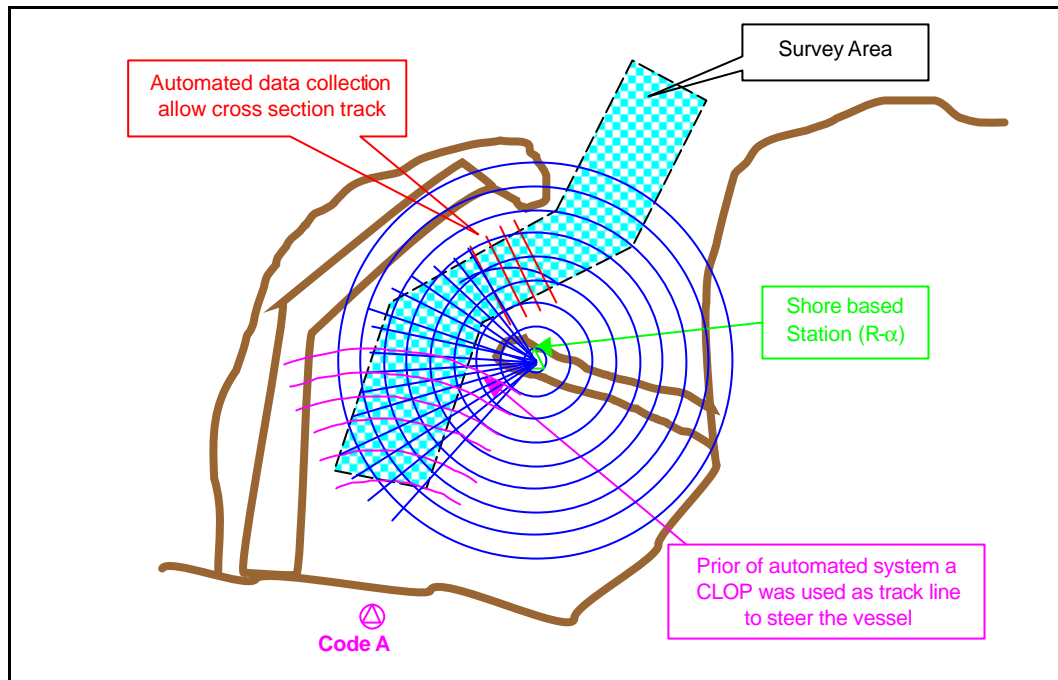 Survey Area
Automated data collection
allow cross section track
Shore based
Station (R-α)
Prior of automated system a
CLOP was used as track line
to steer the vessel
Code A